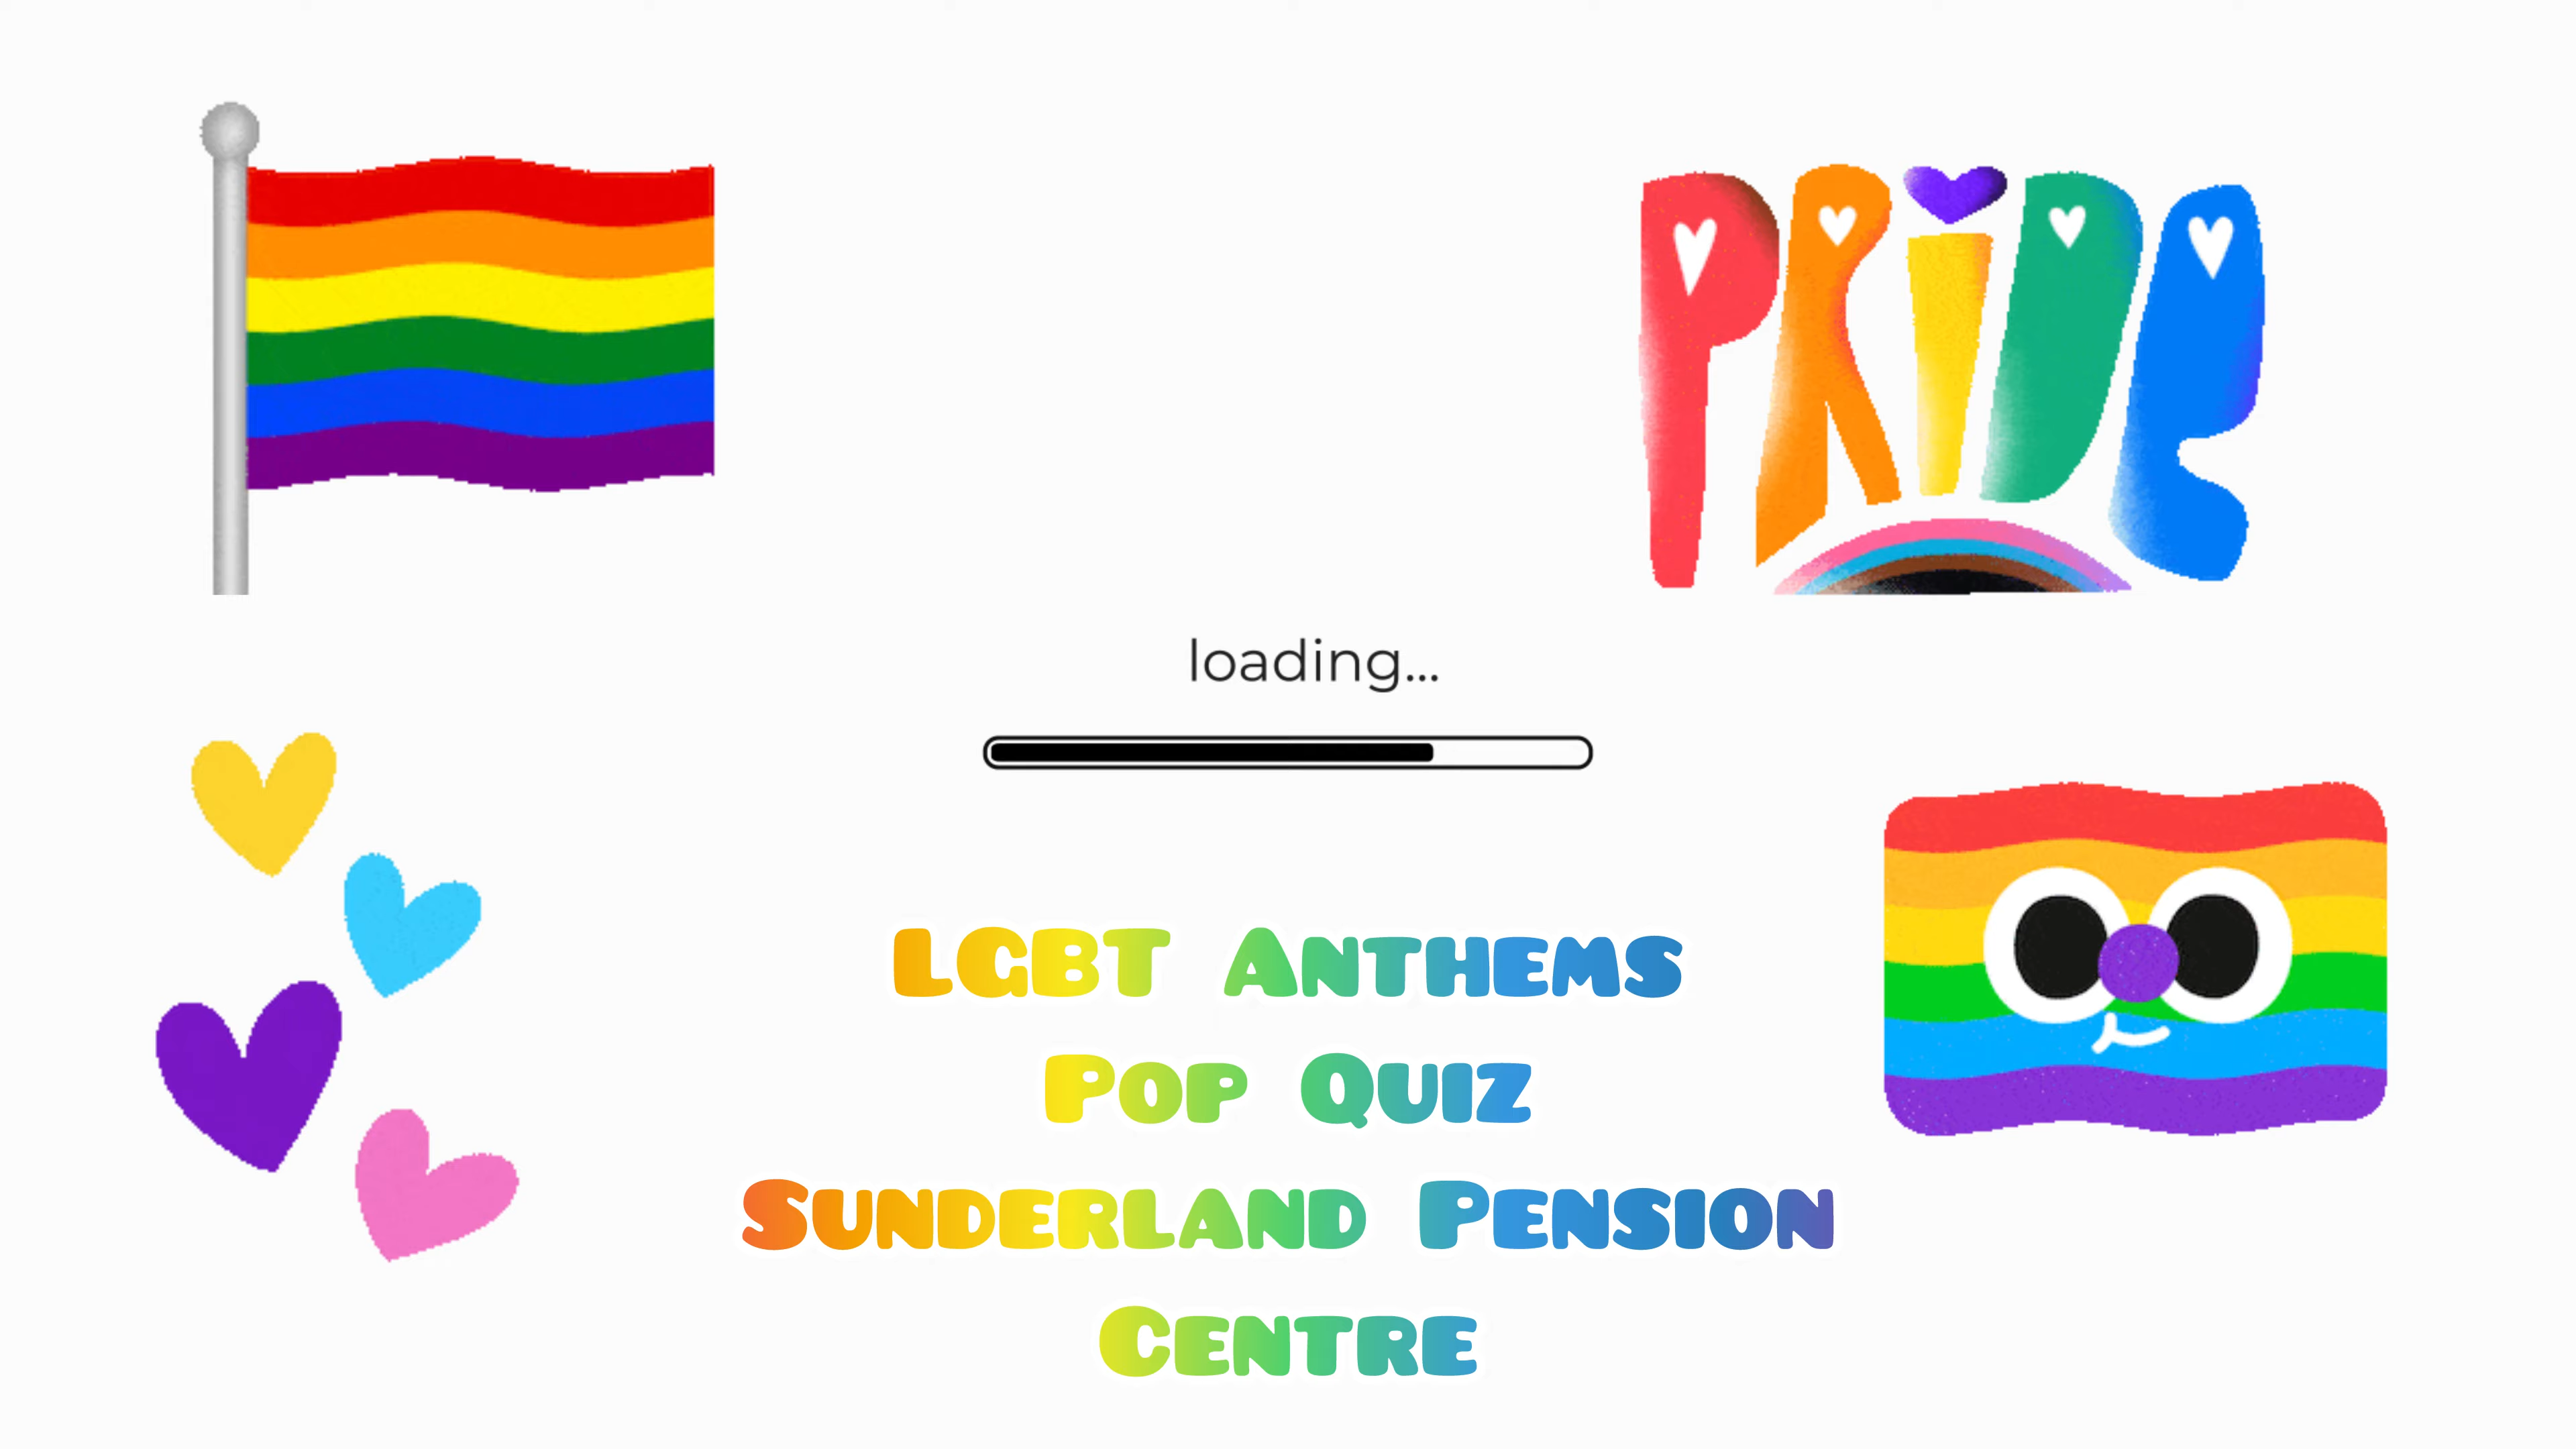 PRiDE
loading...
LGBT Anthems
Pop Quiz
Sunderland Pension
Centre